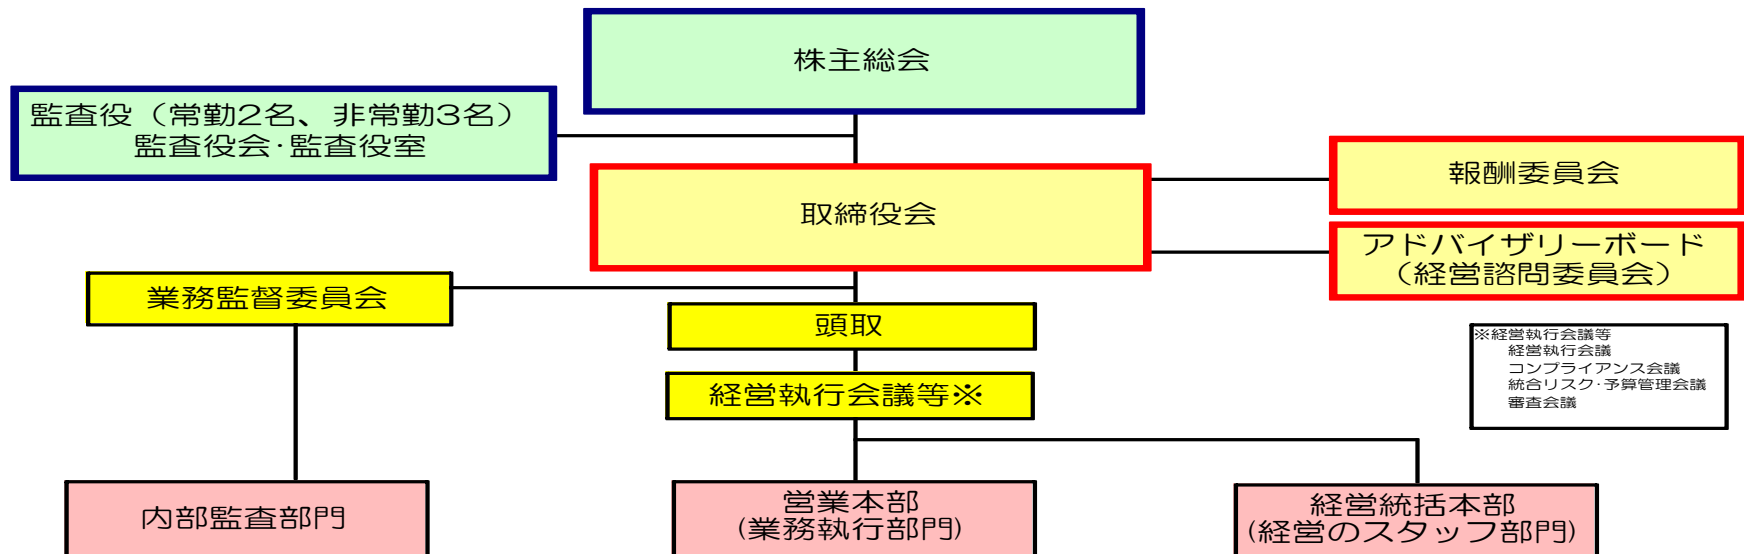 株主総会
監査役（常勤2名、非常勤3名）
監査役会・監査役室
報酬委員会
取締役会
アドバイザリーボード
（経営諮問委員会）
業務監督委員会
頭取
※経営執行会議等
経営執行会議
コンプライアンス会議
統合リスク・予算管理会議
審査会議
経営執行会議等※
内部監査部門
営業本部
(業務執行部門)
経営統括本部
(経営のスタッフ部門)